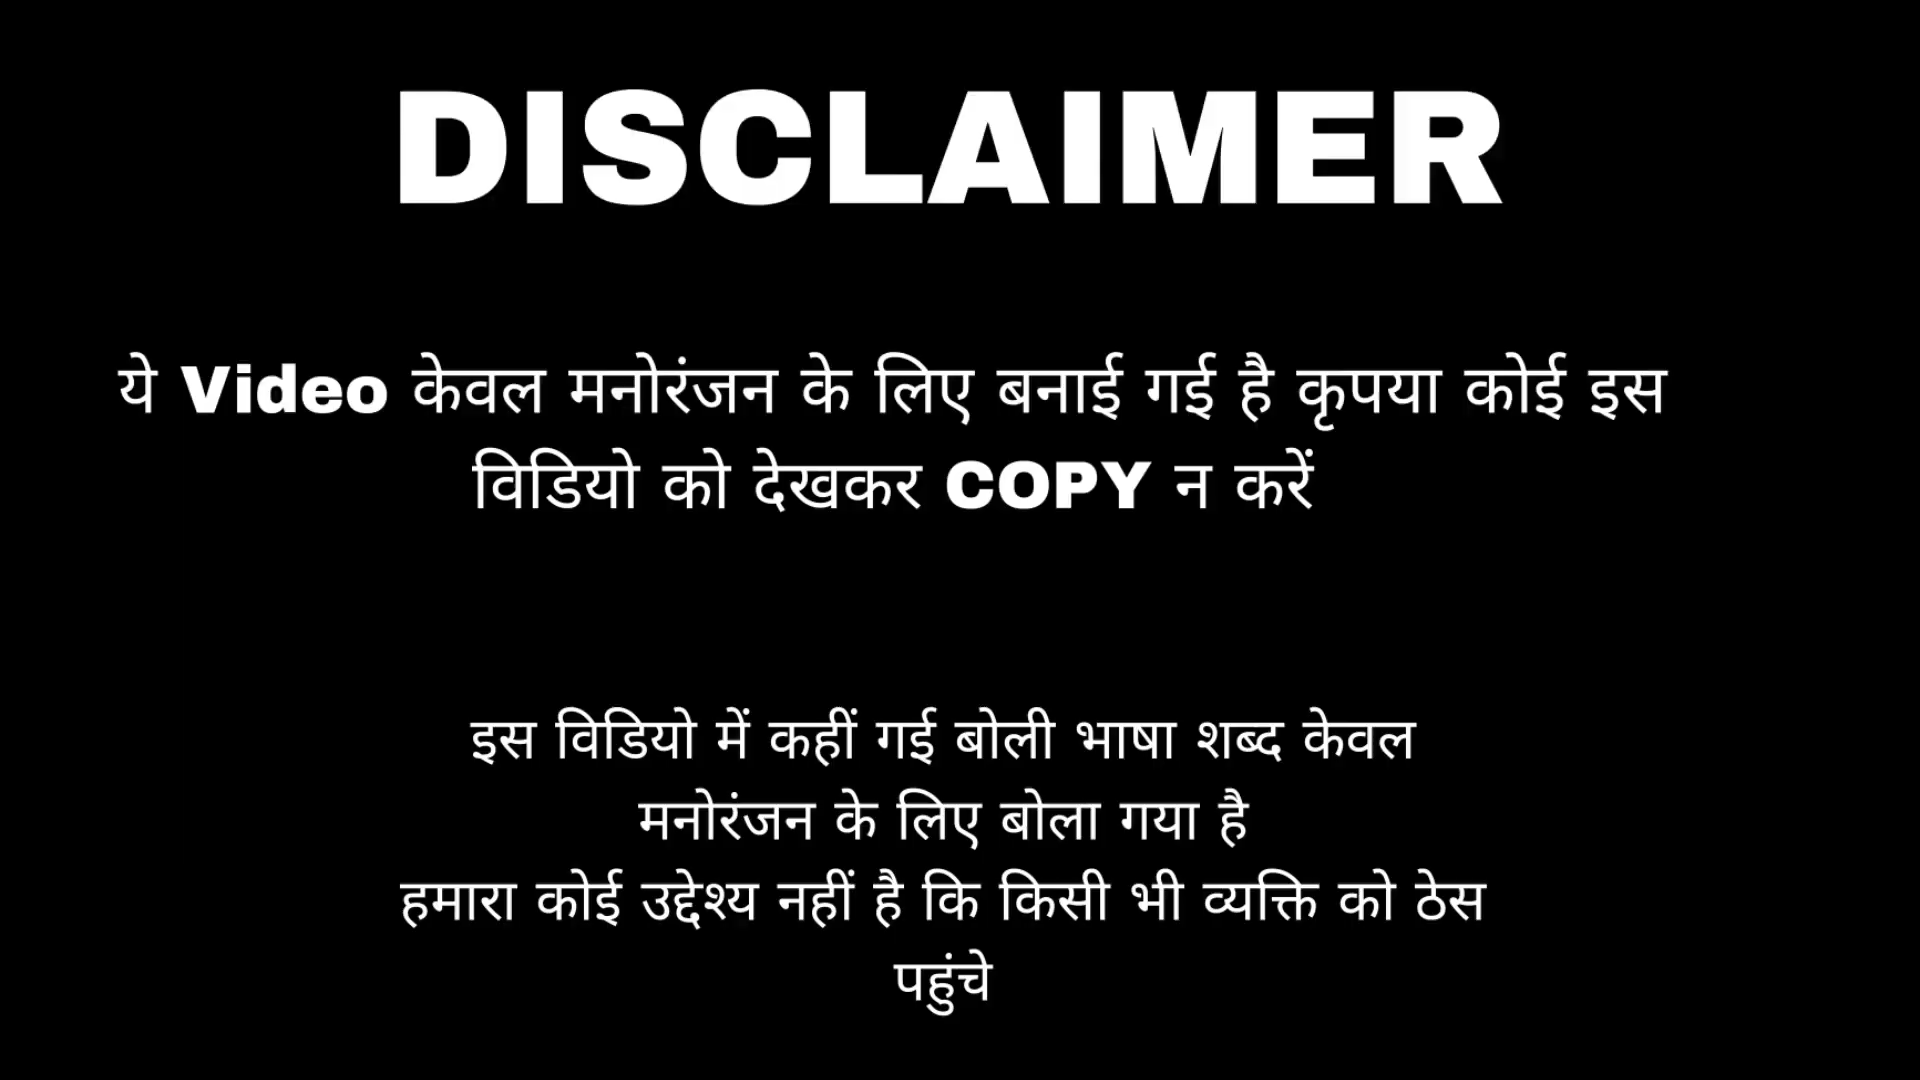 DISCLAIMER
ये Video केवल मनोरंजन के लिए बनाई गई है कृपया कोई इस
विडियो को देखकर COPY न करें
इस विडियो में कहीं गई बोली भाषा शब्द केवल
मनोरंजन के लिए बोला गया है
हमारा कोई उद्देश्य नहीं है कि किसी भी व्यक्ति को ठेस
पहुंचे